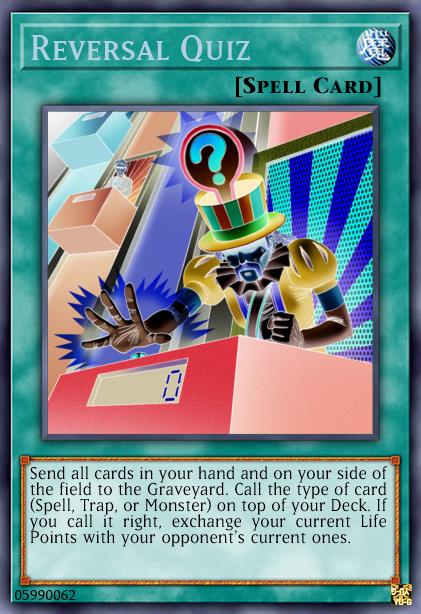 Reversal Quiz
魔
[Spell Card]
?
0
Send all cards in your hand and on your side of
the field to the Graveyard. Call the type of card
(Spell, Trap, or Monster) on top of your Deck. If
you call it right, exchange your current Life
Points with your opponent's current ones.
05990062